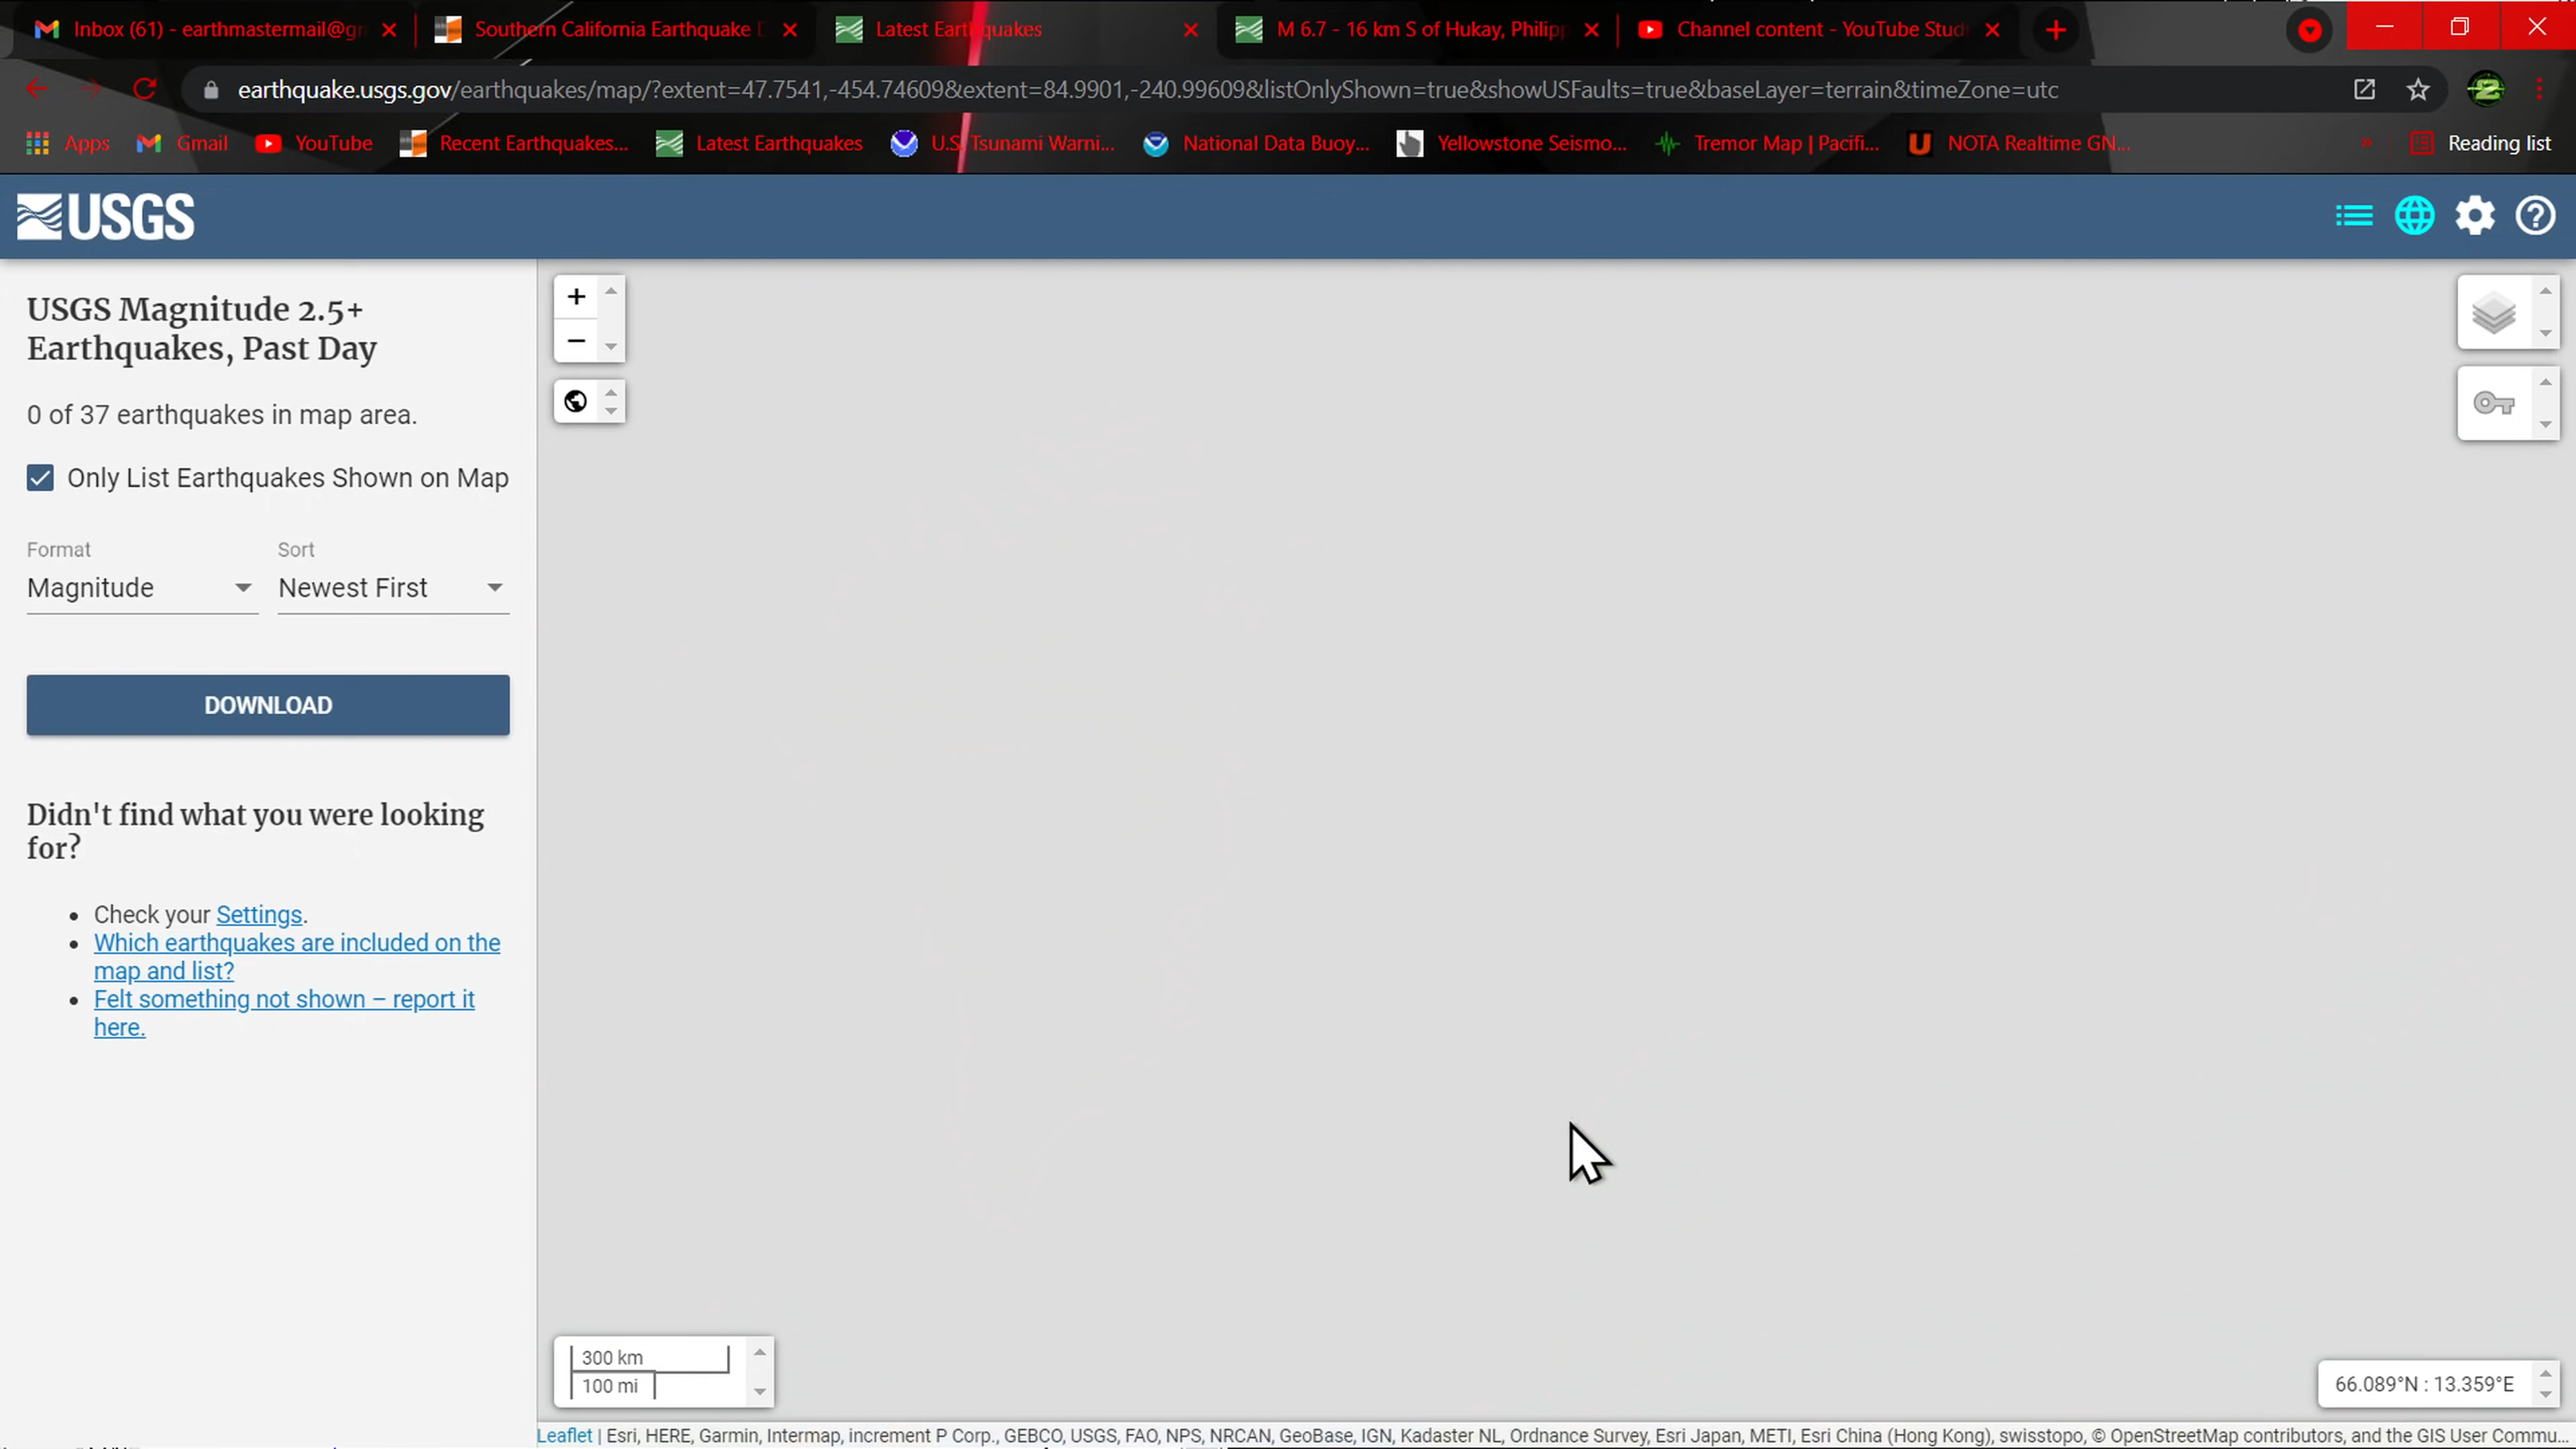 Inbox (61) - earthmastermail@gm
Southern California Earthquake D
Latest Earthquakes
M 6.7 - 16 km S of Hukay, Philipp
Channel content - YouTube Stud
earthquake.usgs.gov/earthquakes/map/?extent=47.7541,-454.74609&extent=84.9901,-240.99609&listOnlyShown=true&showUSFaults=true&baseLayer=terrain&timeZone=utc
Apps
Gmail
YouTube
Recent Earthquakes...
Latest Earthquakes
U.S. Tsunami Warni...
National Data Buoy...
Yellowstone Seismo...
Tremor Map | Pacifi...
NOTA Realtime GN...
Reading list
USGS
USGS Magnitude 2.5+
Earthquakes, Past Day
0 of 37 earthquakes in map area.
Only List Earthquakes Shown on Map
Format
Sort
Magnitude
Newest First
DOWNLOAD
Didn't find what you were looking
for?
Check your Settings.
Which earthquakes are included on the
map and list?
Felt something not shown – report it
here.
300 km
100 mi
66.089°N : 13.359°E
Leaflet | Esri, HERE, Garmin, Intermap, increment P Corp., GEBCO, USGS, FAO, NPS, NRCAN, GeoBase, IGN, Kadaster NL, Ordnance Survey, Esri Japan, METI, Esri China (Hong Kong), swisstopo, © OpenStreetMap contributors, and the GIS User Commu...